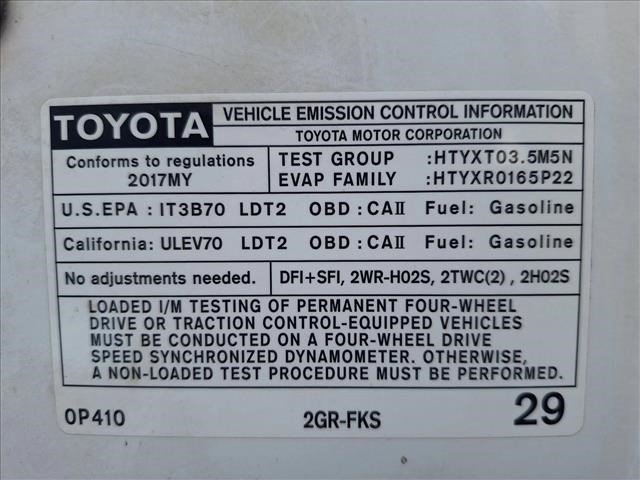 TOYOTA
VEHICLE EMISSION CONTROL INFORMATION
TOYOTA MOTOR CORPORATION
Conforms to regulations
2017MY
TEST GROUP :HTYXT03.5M5N
EVAP FAMILY :HTYXR0165P22
U.S.EPA : IT3B70 LDT2 OBD : CAII Fuel: Gasoline
California: ULEV70 LDT2 OBD : CAII Fuel: Gasoline
No adjustments needed.
DFI+SFI, 2WR-HO2S, 2TWC(2) , 2HO2S
LOADED I/M TESTING OF PERMANENT FOUR-WHEEL
DRIVE OR TRACTION CONTROL-EQUIPPED VEHICLES
MUST BE CONDUCTED ON A FOUR-WHEEL DRIVE
SPEED SYNCHRONIZED DYNAMOMETER. OTHERWISE,
A NON-LOADED TEST PROCEDURE MUST BE PERFORMED.
0P410 2GR-FKS 29